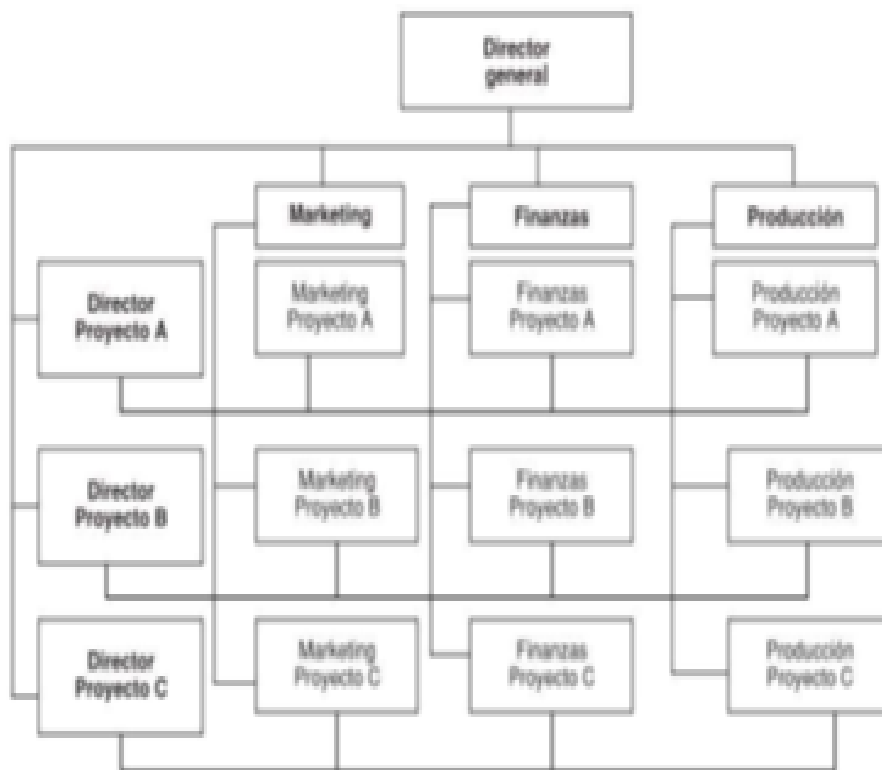 Director
general
Marketing
Finanzas
Producción
Director
Proyecto A
Marketing
Proyecto A
Finanzas
Proyecto A
Producción
Proyecto A
Director
Proyecto B
Marketing
Proyecto B
Finanzas
Proyecto B
Producción
Proyecto B
Director
Proyecto C
Marketing
Proyecto C
Finanzas
Proyecto C
Producción
Proyecto C